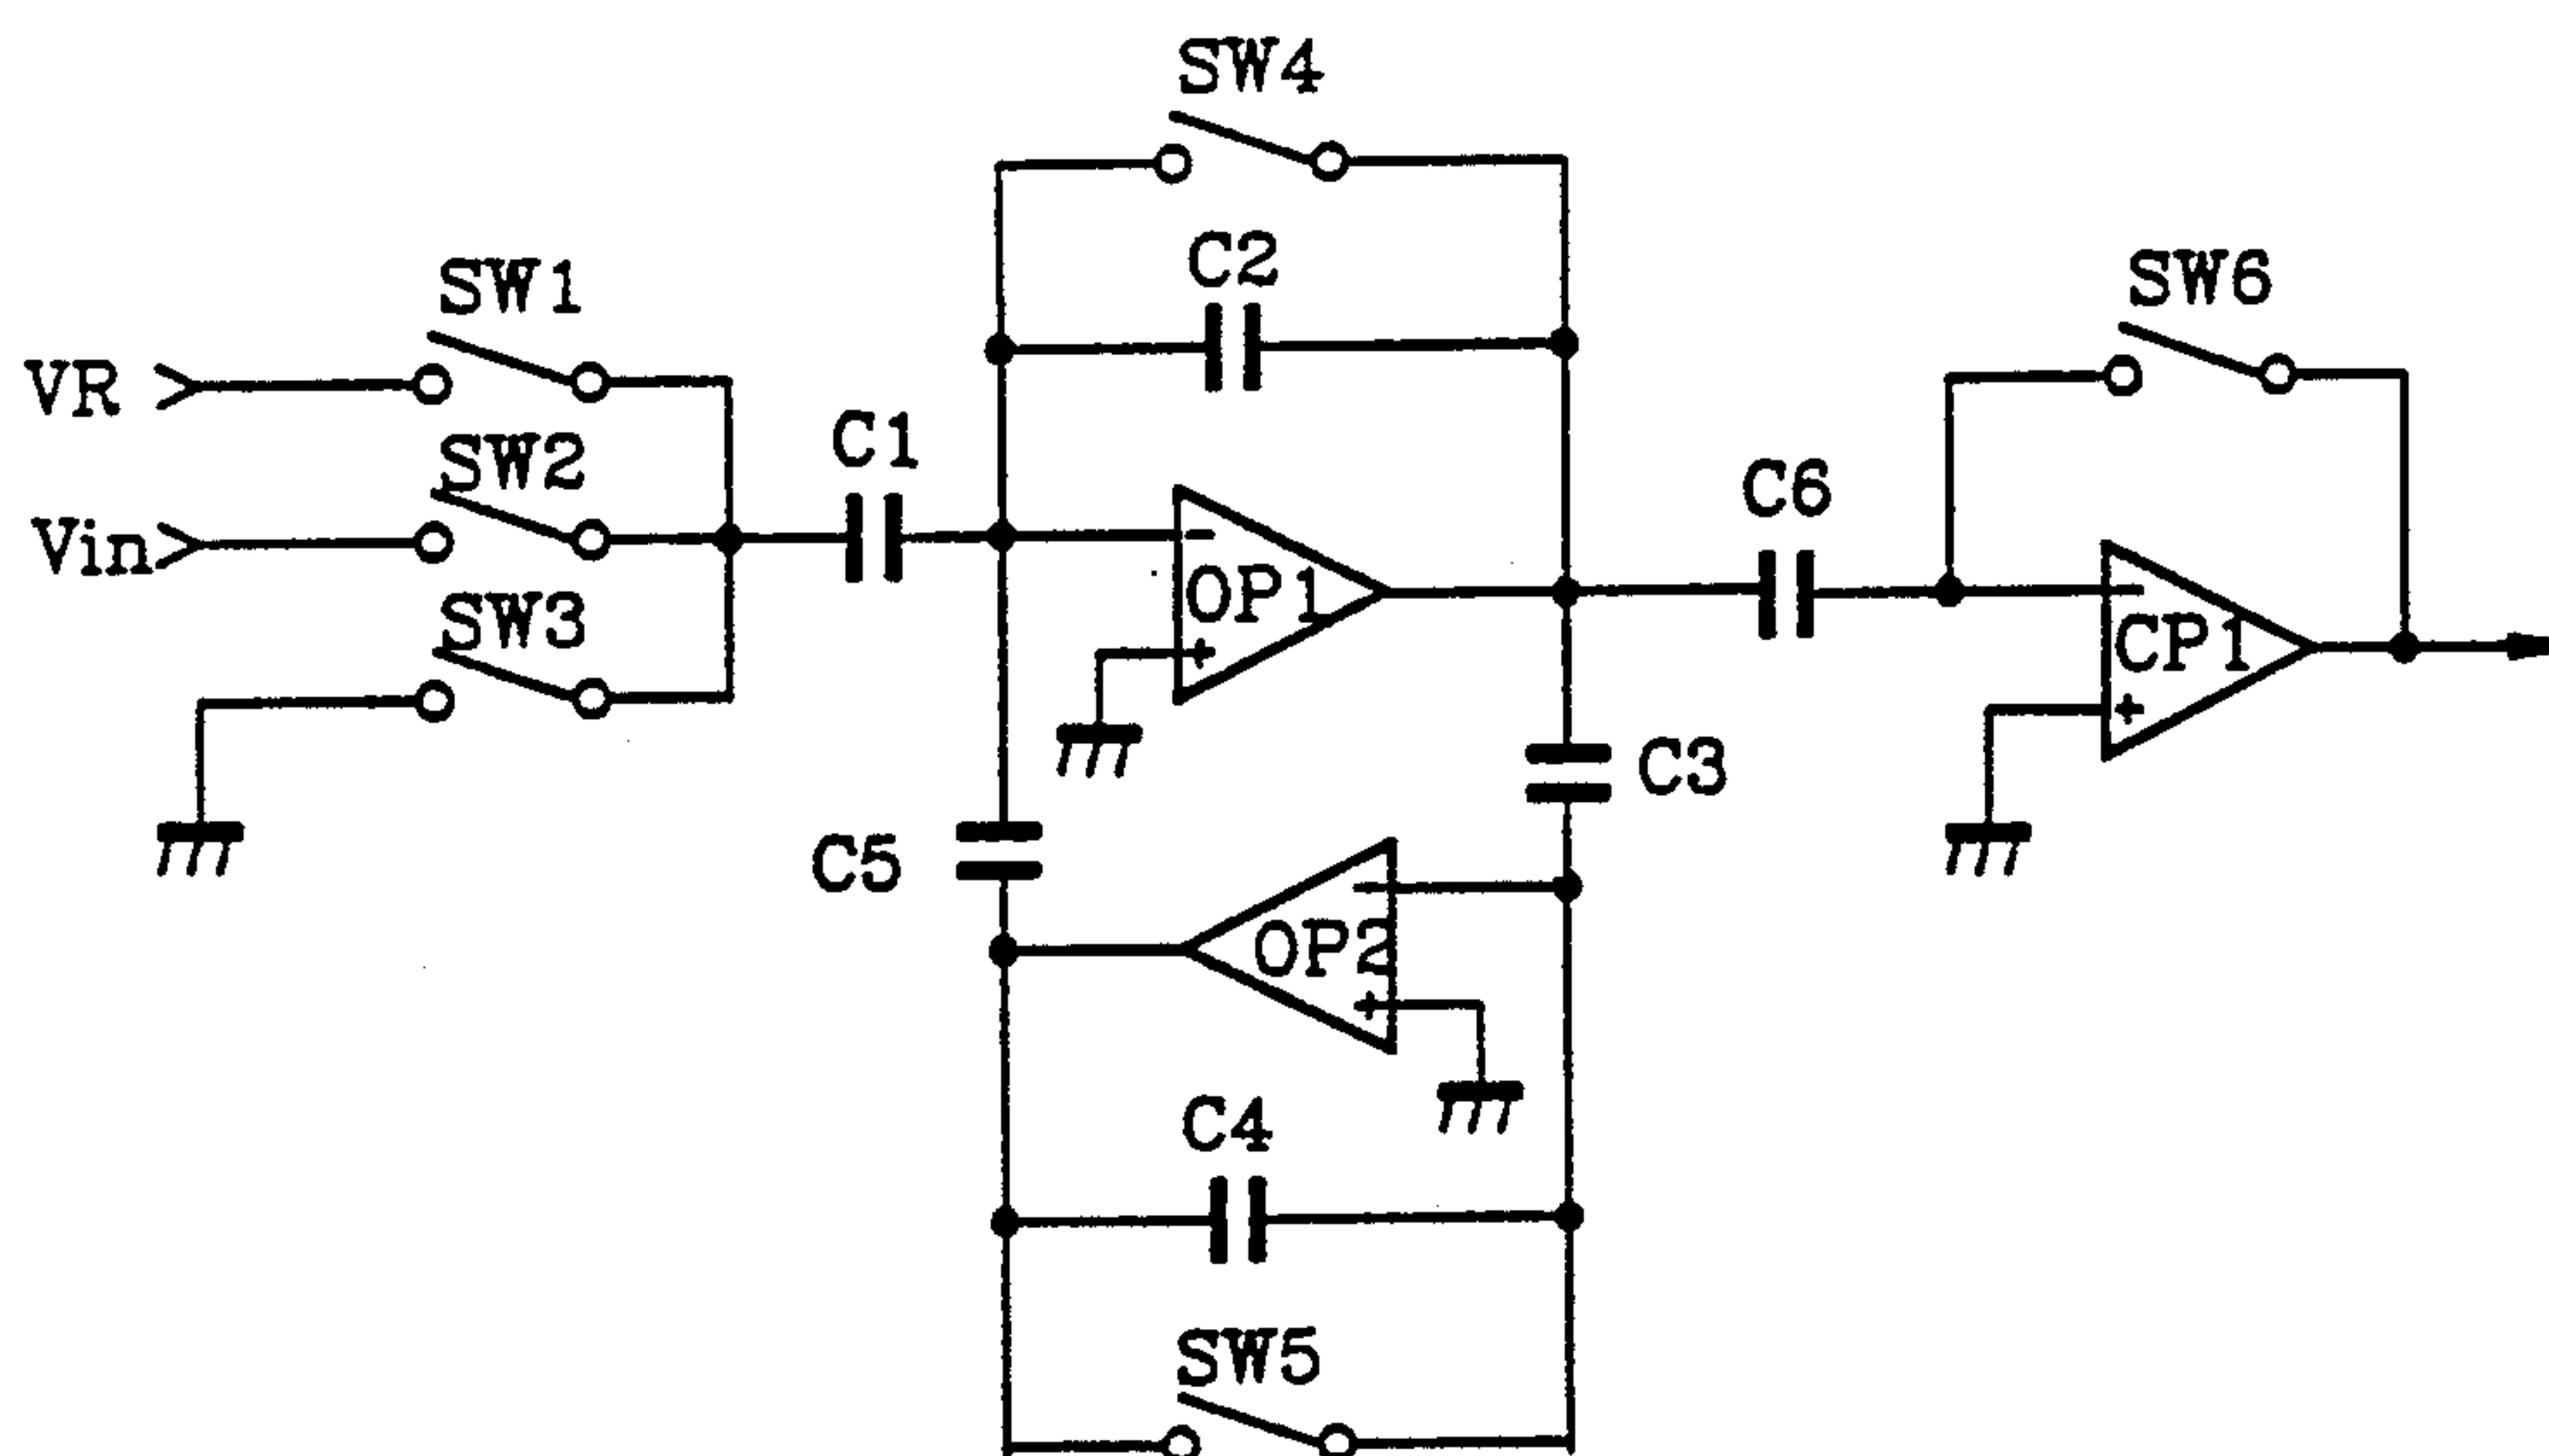 SW4
C2
SW1
SW6
VR
C1
SW2
C6
Vin
−
OP1
+
SW3
−
CP1
+
C3
C5
−
OP2
+
C4
SW5